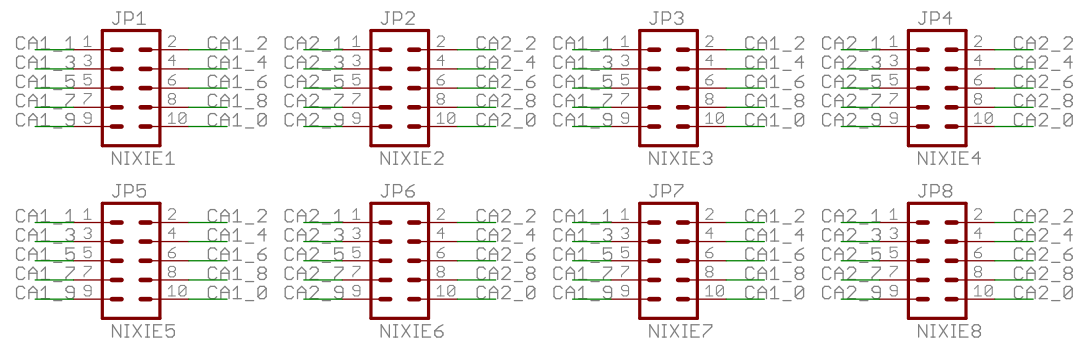 JP1 JP2 JP3 JP4
CA1_1 1 2 CA1_2 CA2_1 1 2 CA2_2 CA1_1 1 2 CA1_2 CA2_1 1 2 CA2_2
CA1_3 3 4 CA1_4 CA2_3 3 4 CA2_4 CA1_3 3 4 CA1_4 CA2_3 3 4 CA2_4
CA1_5 5 6 CA1_6 CA2_5 5 6 CA2_6 CA1_5 5 6 CA1_6 CA2_5 5 6 CA2_6
CA1_7 7 8 CA1_8 CA2_7 7 8 CA2_8 CA1_7 7 8 CA1_8 CA2_7 7 8 CA2_8
CA1_9 9 10 CA1_0 CA2_9 9 10 CA2_0 CA1_9 9 10 CA1_0 CA2_9 9 10 CA2_0
NIXIE1 NIXIE2 NIXIE3 NIXIE4
JP5 JP6 JP7 JP8
CA1_1 1 2 CA1_2 CA2_1 1 2 CA2_2 CA1_1 1 2 CA1_2 CA2_1 1 2 CA2_2
CA1_3 3 4 CA1_4 CA2_3 3 4 CA2_4 CA1_3 3 4 CA1_4 CA2_3 3 4 CA2_4
CA1_5 5 6 CA1_6 CA2_5 5 6 CA2_6 CA1_5 5 6 CA1_6 CA2_5 5 6 CA2_6
CA1_7 7 8 CA1_8 CA2_7 7 8 CA2_8 CA1_7 7 8 CA1_8 CA2_7 7 8 CA2_8
CA1_9 9 10 CA1_0 CA2_9 9 10 CA2_0 CA1_9 9 10 CA1_0 CA2_9 9 10 CA2_0
NIXIE5 NIXIE6 NIXIE7 NIXIE8